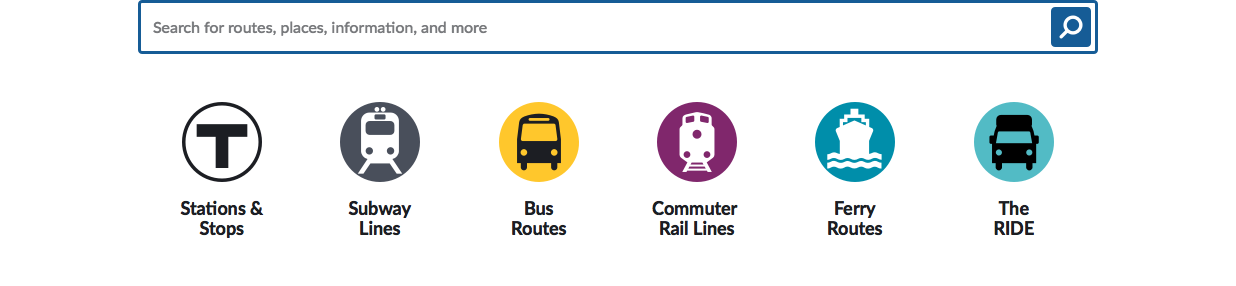 Search for routes, places, information, and more
T
Stations & Subway Bus Commuter Ferry The
Stops Lines Routes Rail Lines Routes RIDE